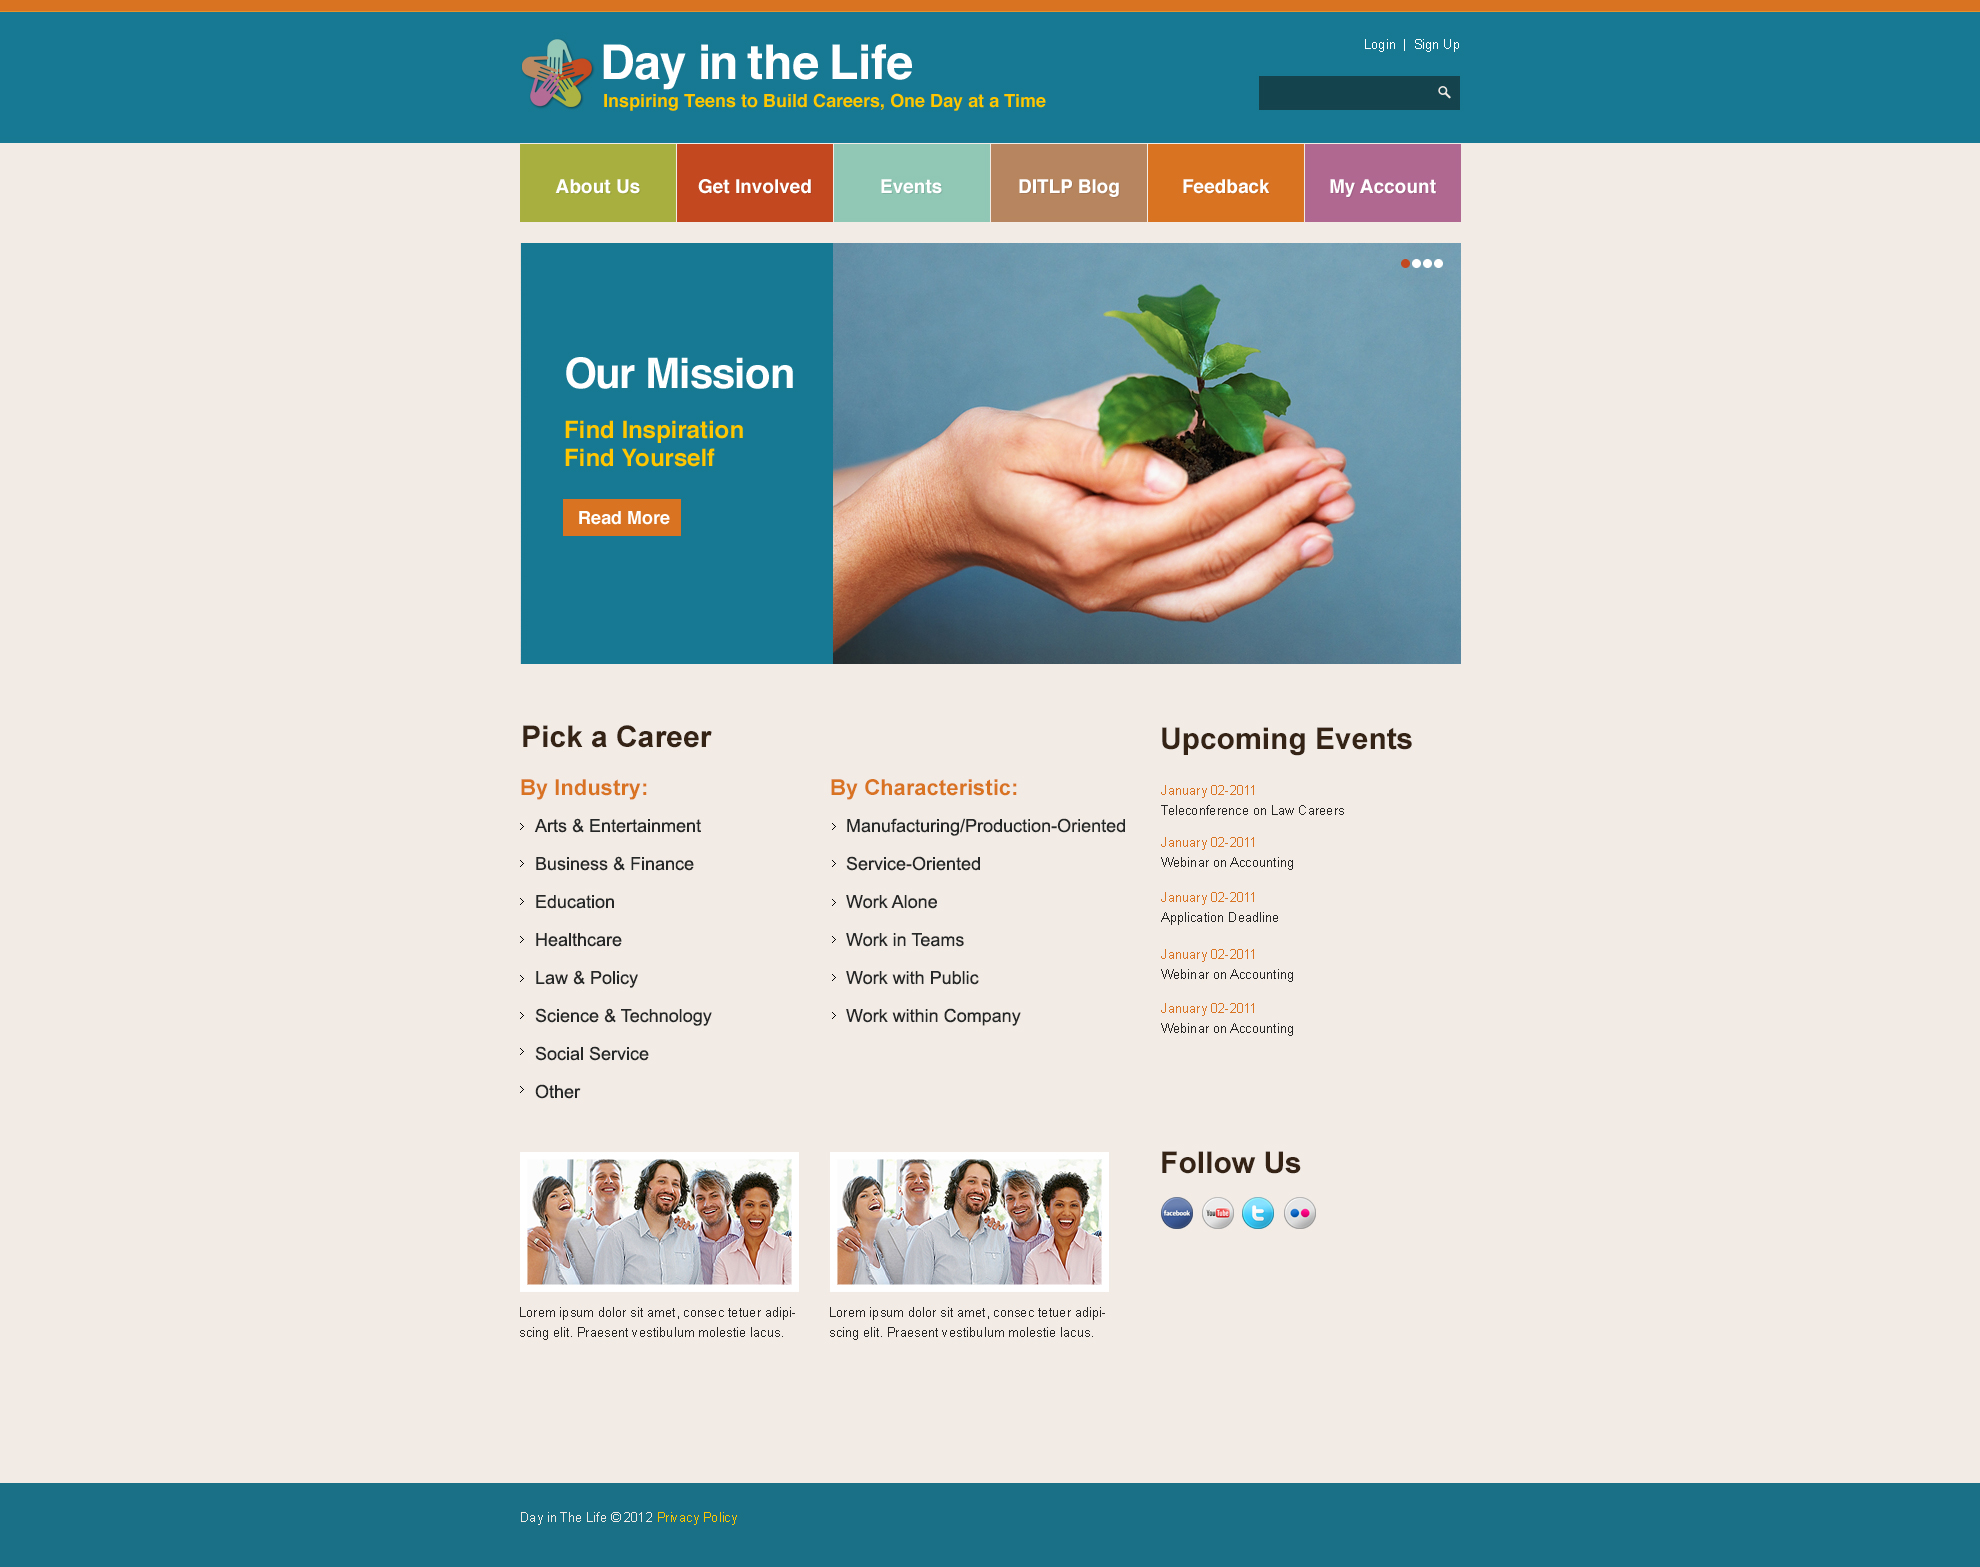 Day in the Life
Inspiring Teens to Build Careers, One Day at a Time
Login | Sign Up
About Us
Get Involved
Events
DITLP Blog
Feedback
My Account
Our Mission
Find Inspiration
Find Yourself
Read More
Pick a Career
By Industry:
Arts & Entertainment
Business & Finance
Education
Healthcare
Law & Policy
Science & Technology
Social Service
Other
By Characteristic:
Manufacturing/Production-Oriented
Service-Oriented
Work Alone
Work in Teams
Work with Public
Work within Company
Upcoming Events
January 02-2011
Teleconference on Law Careers
January 02-2011
Webinar on Accounting
January 02-2011
Application Deadline
January 02-2011
Webinar on Accounting
January 02-2011
Webinar on Accounting
Lorem ipsum dolor sit amet, consec tetuer adipi-
scing elit. Praesent vestibulum molestie lacus.
Lorem ipsum dolor sit amet, consec tetuer adipi-
scing elit. Praesent vestibulum molestie lacus.
Follow Us
facebook
YouTube
t
Day in The Life ©2012 Privacy Policy